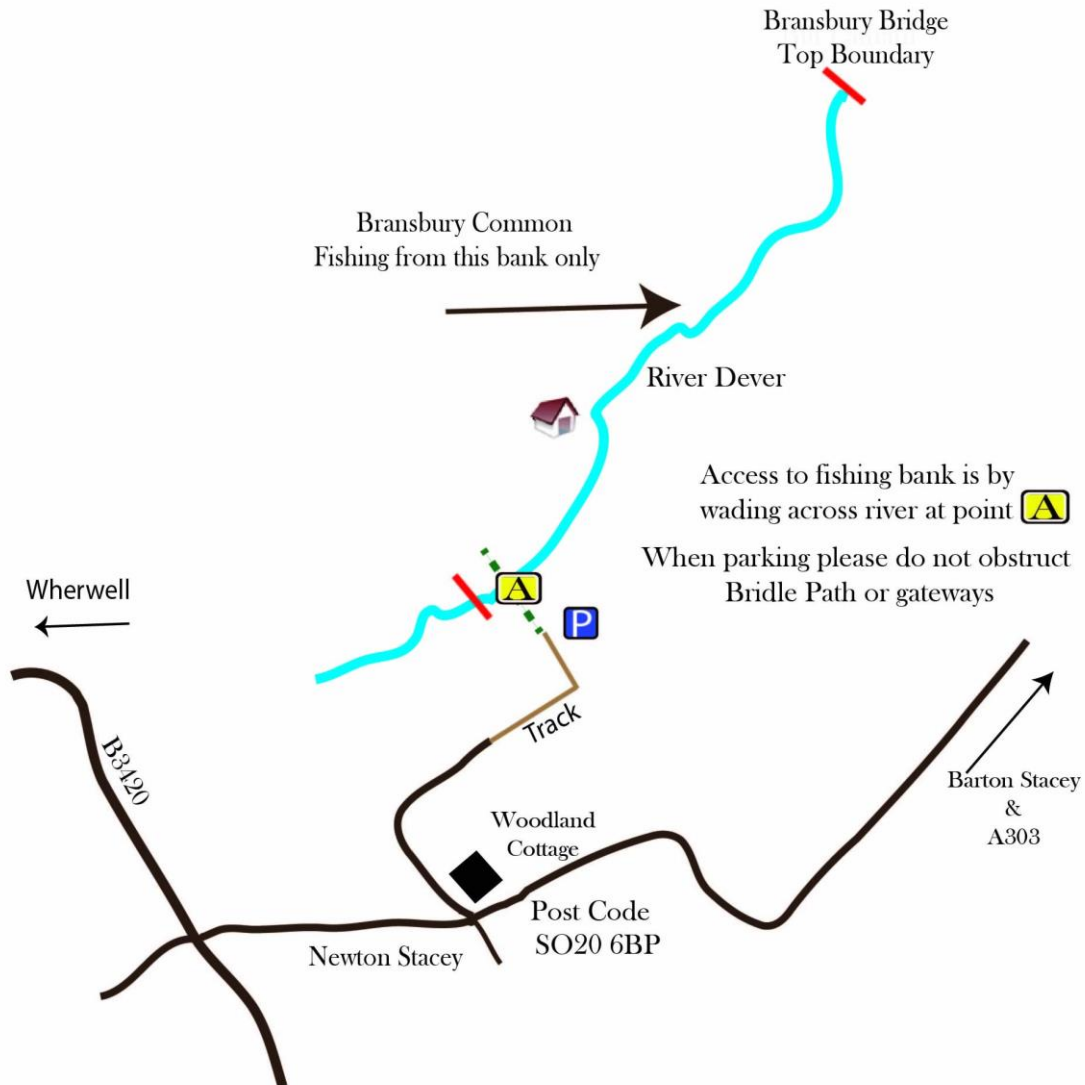 Bransbury Bridge
Top Boundary
Bransbury Common
Fishing from this bank only
River Dever
Access to fishing bank is by
wading across river at point A
When parking please do not obstruct
Bridle Path or gateways
Wherwell
A
P
Track
B3420
Barton Stacey
&
A303
Woodland
Cottage
Post Code
SO20 6BP
Newton Stacey